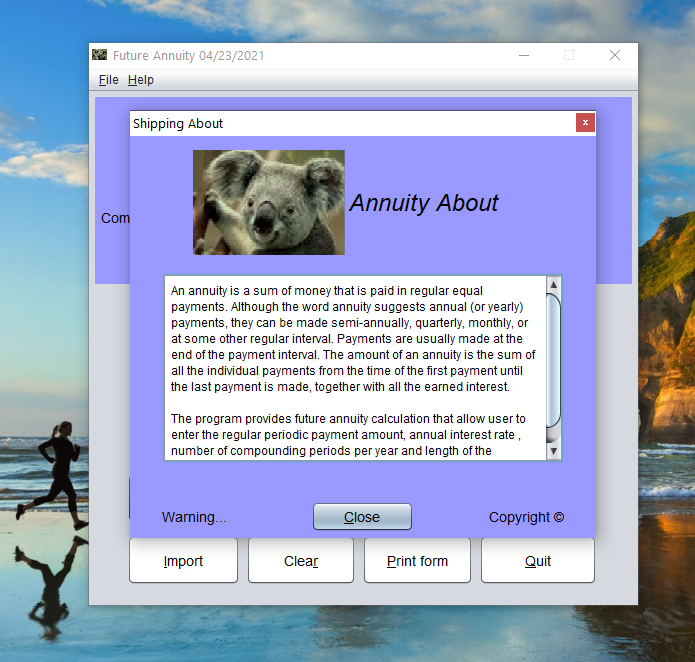 Future Annuity 04/23/2021
File Help
Shipping About
x
Annuity About
Com
An annuity is a sum of money that is paid in regular equal
payments. Although the word annuity suggests annual (or yearly)
payments, they can be made semi-annually, quarterly, monthly, or
at some other regular interval. Payments are usually made at the
end of the payment interval. The amount of an annuity is the sum of
all the individual payments from the time of the first payment until
the last payment is made, together with all the earned interest.
The program provides future annuity calculation that allow user to
enter the regular periodic payment amount, annual interest rate ,
number of compounding periods per year and length of the
Warning... Close Copyright ©
Import Clear Print form Quit